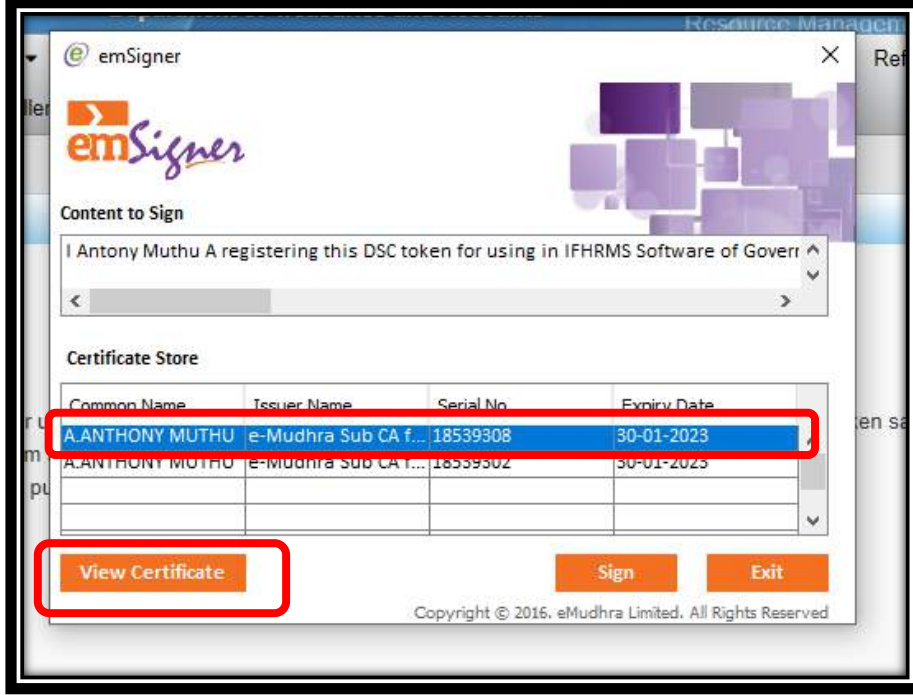 Resource Managem
emSigner
Ref
emSigner
Content to Sign
I Antony Muthu A registering this DSC token for using in IFHRMS Software of Govern
Certificate Store
Common Name Issuer Name Serial No Expiry Date
A.ANTHONY MUTHU e-Mudhra Sub CA f... 18539308 30-01-2023
A.ANTHONY MUTHU e-Mudhra Sub CA f... 18539302 30-01-2023
View Certificate Sign Exit
Copyright © 2016. eMudhra Limited. All Rights Reserved